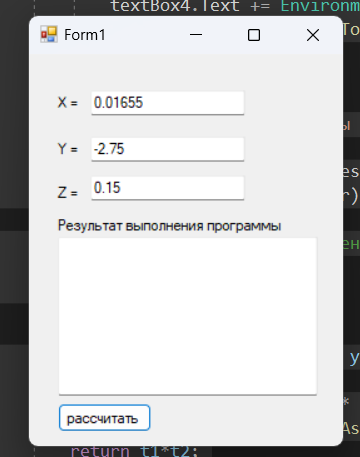 textBox4.Text += Environm
Form1
X =
0.01655
Y =
-2.75
Z =
0.15
Результат выполнения программы
рассчитать
return t1*t2;